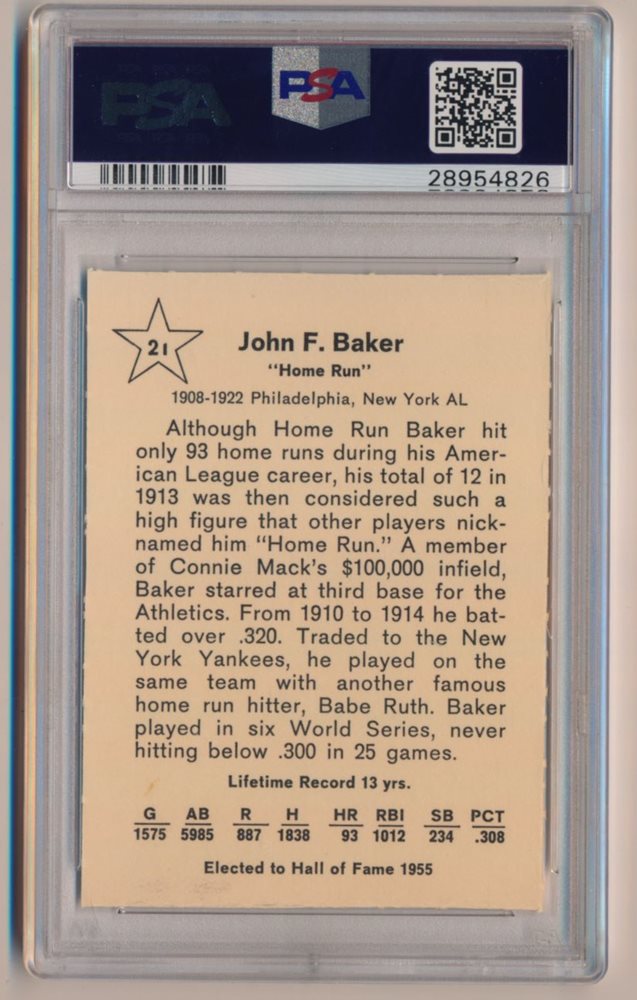 PSA
PSA
28954826
21
John F. Baker
"Home Run"
1908-1922 Philadelphia, New York AL
Although Home Run Baker hit
only 93 home runs during his Amer-
ican League career, his total of 12 in
1913 was then considered such a
high figure that other players nick-
named him "Home Run." A member
of Connie Mack's $100,000 infield,
Baker starred at third base for the
Athletics. From 1910 to 1914 he bat-
ted over .320. Traded to the New
York Yankees, he played on the
same team with another famous
home run hitter, Babe Ruth. Baker
played in six World Series, never
hitting below .300 in 25 games.
Lifetime Record 13 yrs.
G AB R H HR RBI SB PCT
1575 5985 887 1838 93 1012 234 .308
Elected to Hall of Fame 1955